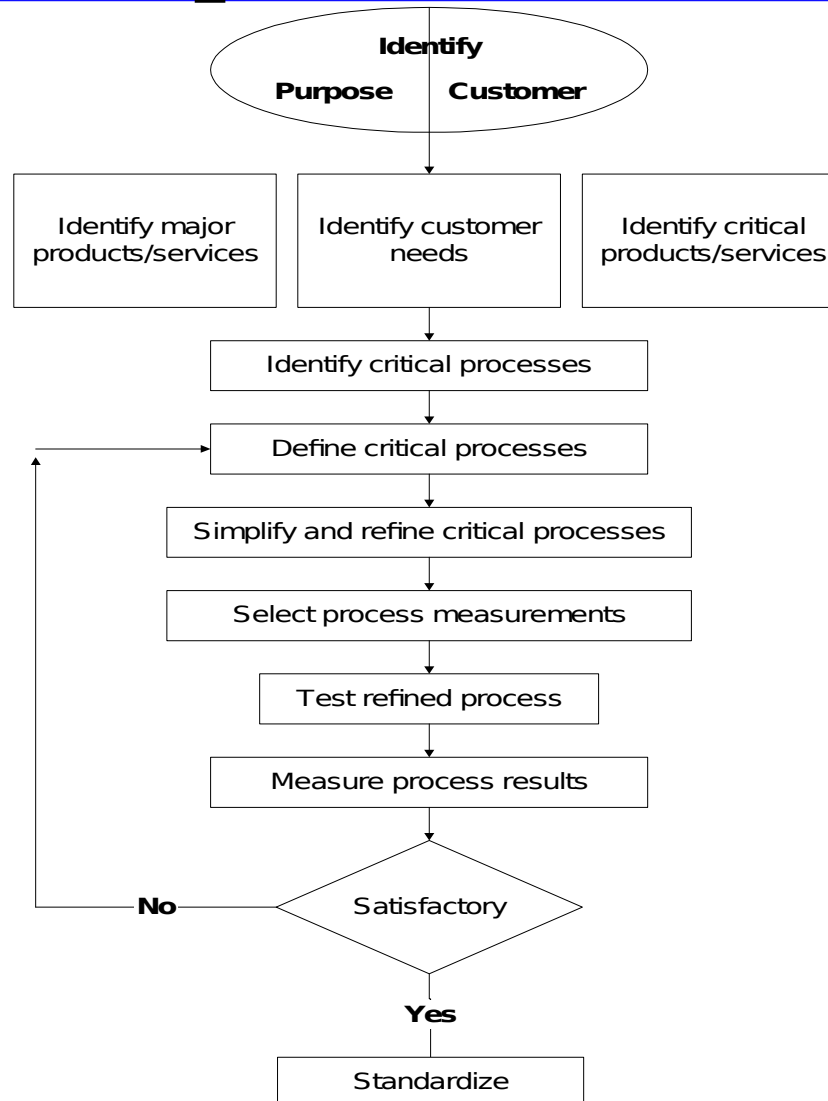 Identify
Purpose Customer
Identify major
products/services
Identify customer
needs
Identify critical
products/services
Identify critical processes
Define critical processes
Simplify and refine critical processes
Select process measurements
Test refined process
Measure process results
Satisfactory
No
Yes
Standardize